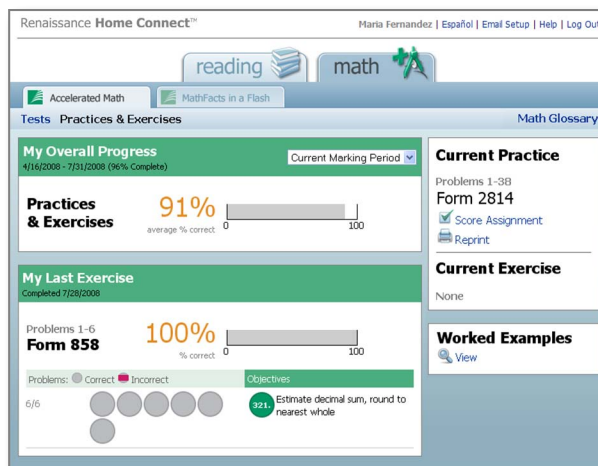 Renaissance Home Connect™
Maria Fernandez | Español | Email Setup | Help | Log Out
reading
math
Accelerated Math
MathFacts in a Flash
Tests Practices & Exercises
Math Glossary
My Overall Progress
4/16/2008 - 7/31/2008 (96% Complete)
Current Marking Period
Practices
& Exercises
91%
average % correct
0
100
My Last Exercise
Completed 7/28/2008
Problems 1-6
Form 858
100%
% correct
0
100
Problems: Correct Incorrect
Objectives
6/6
321.
Estimate decimal sum, round to
nearest whole
Current Practice
Problems 1-38
Form 2814
Score Assignment
Reprint
Current Exercise
None
Worked Examples
View